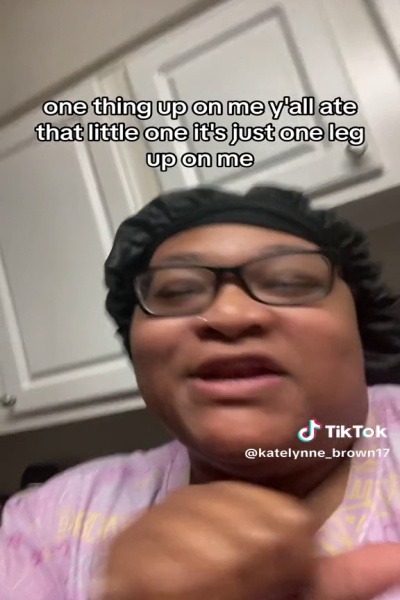 one thing up on me y'all ate
that little one it's just one leg
up on me
TikTok
@katelynne_brown17